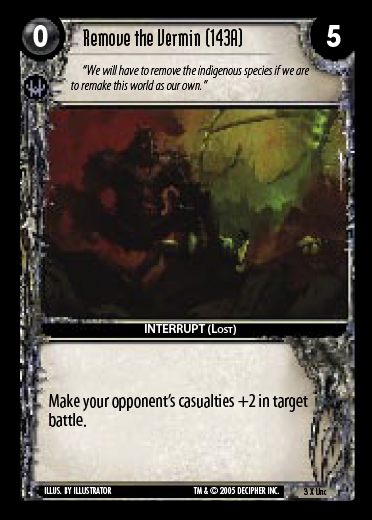 0
Remove the Vermin (143A)
5
"We will have to remove the indigenous species if we are
to remake this world as our own."
INTERRUPT (LOST)
Make your opponent's casualties +2 in target
battle.
ILLUS. BY ILLUSTRATOR
TM & © 2005 DECIPHER INC.
3 X Unc